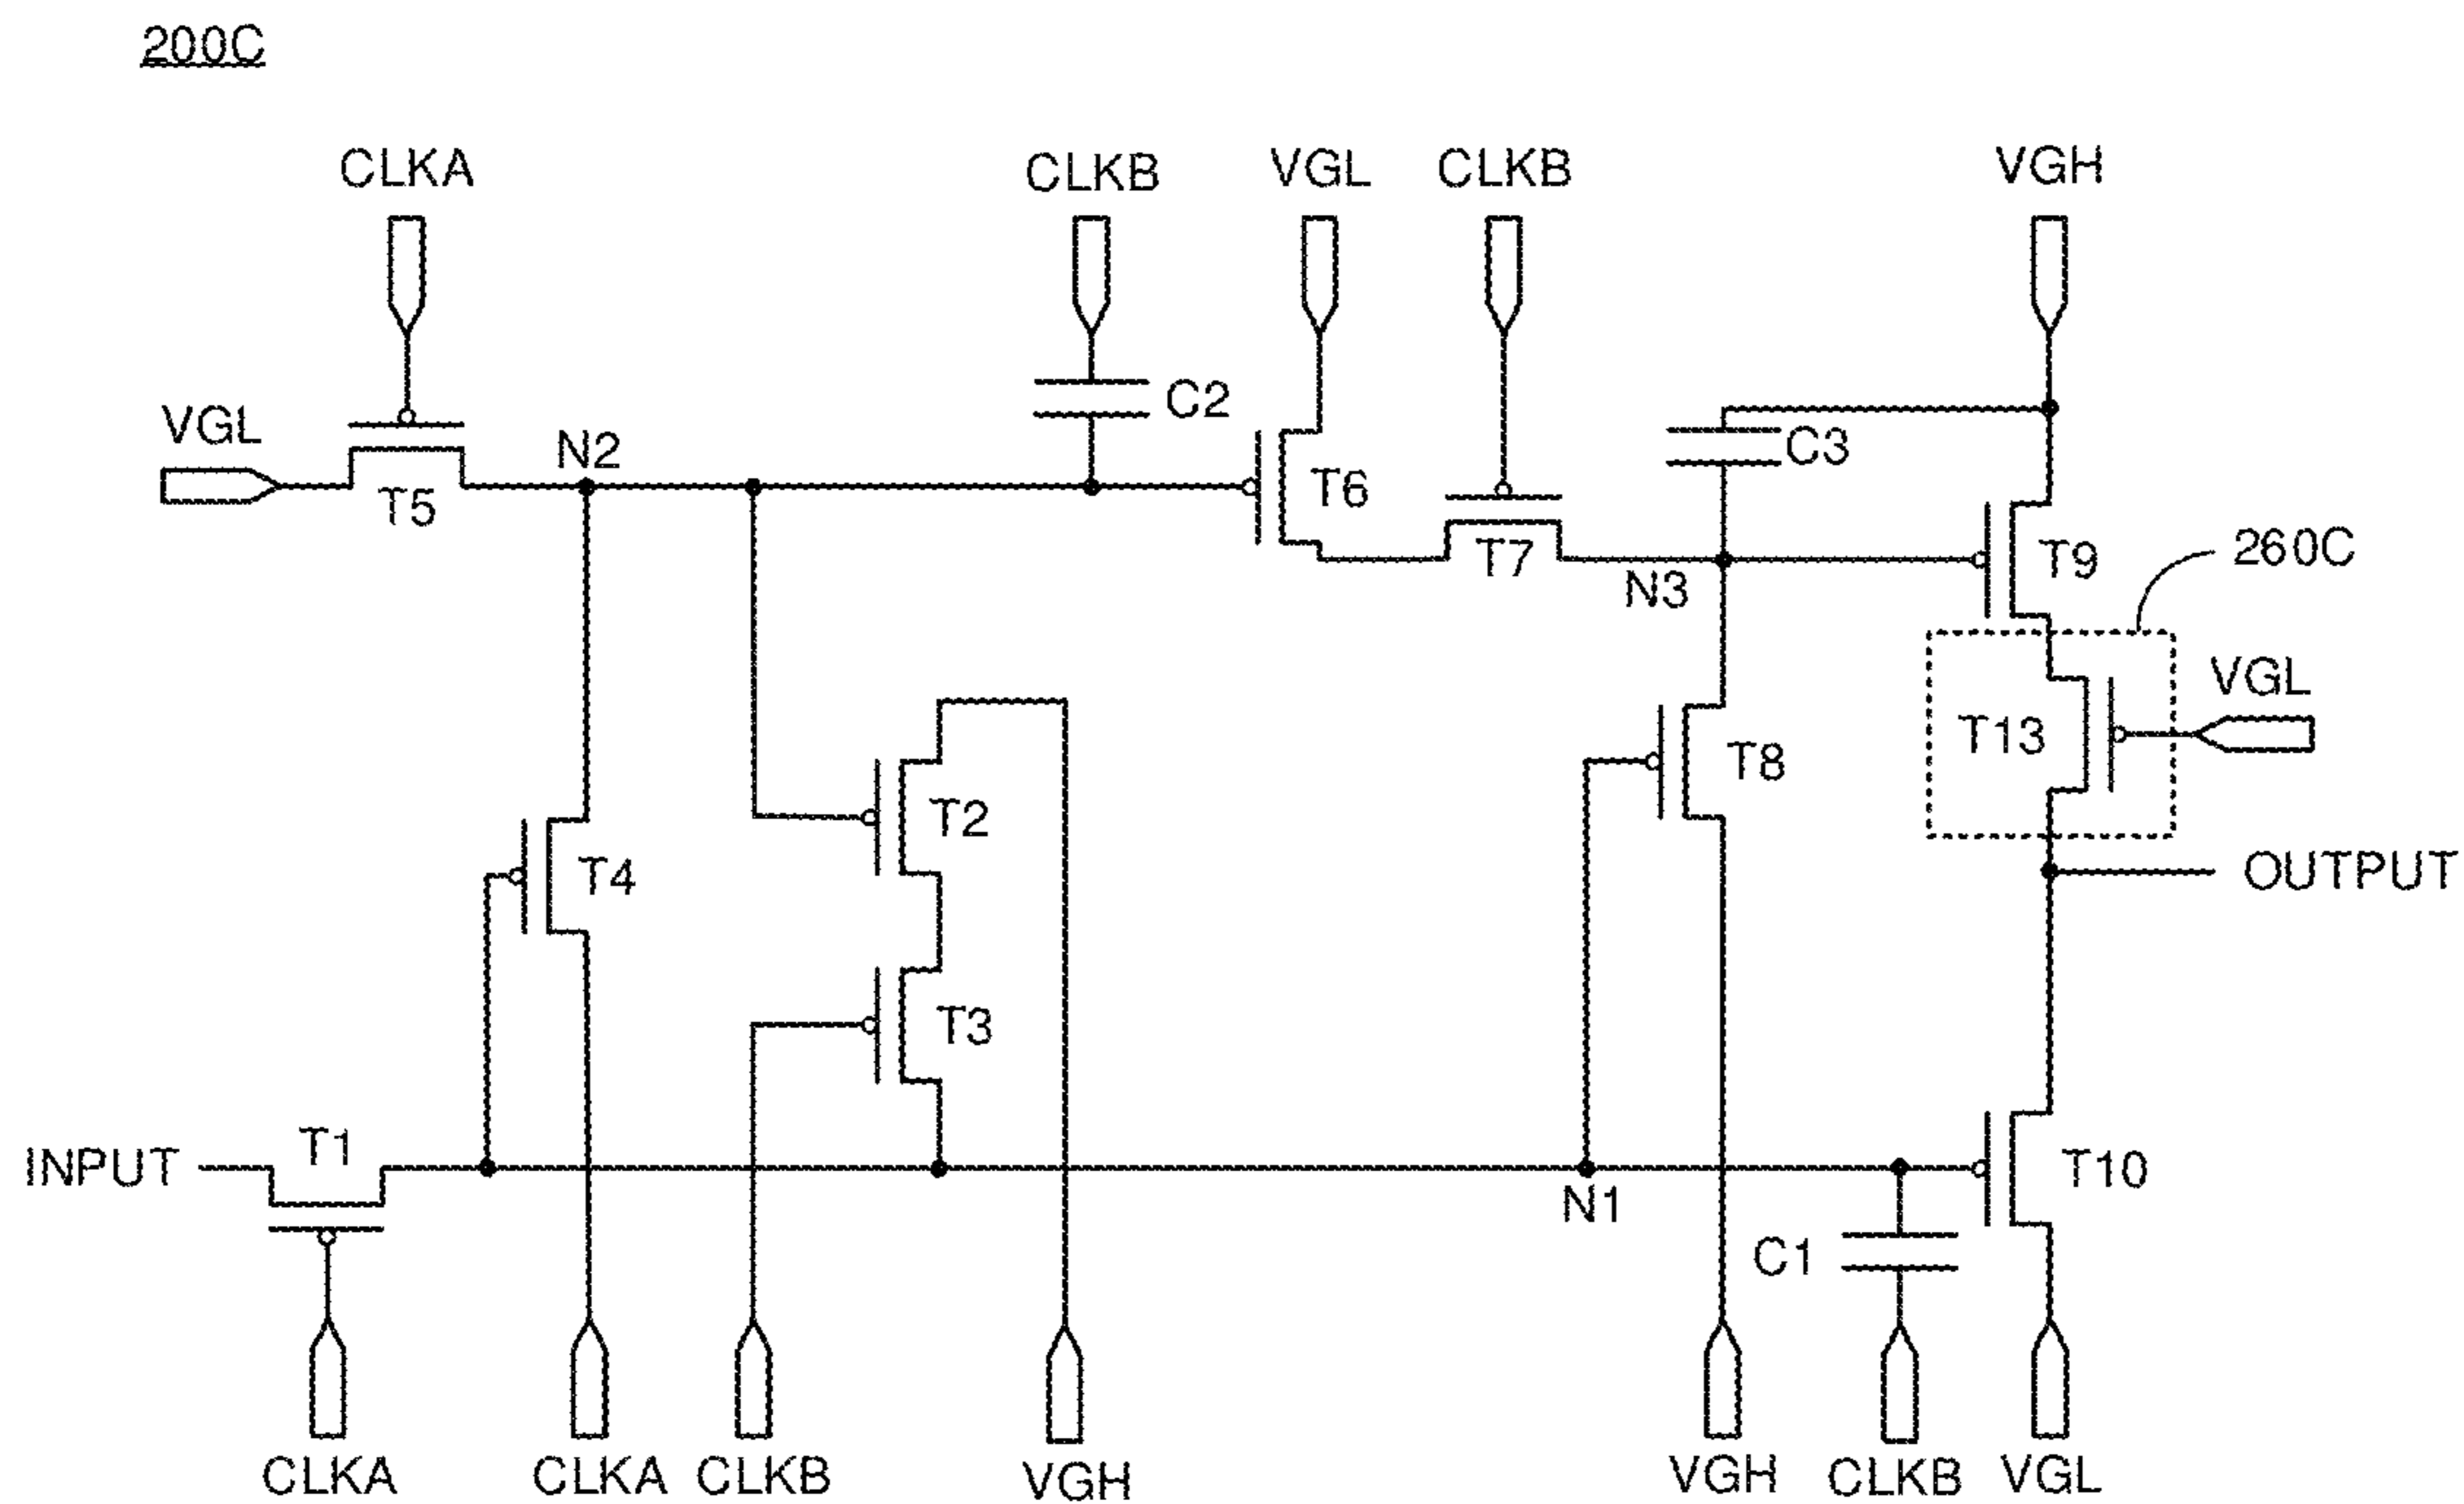 200C
CLKA
CLKB
VGL
CLKB
VGH
C2
VGL
N2
C3
T5
T6
T7
T9
260C
N3
VGL
T13
T8
T2
T4
OUTPUT
T3
T1
INPUT
T10
N1
C1
CLKA
CLKA
CLKB
VGH
VGH
CLKB
VGL